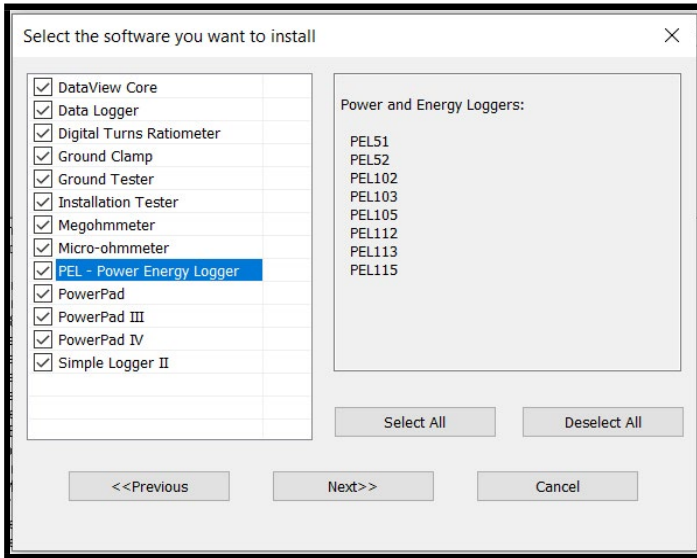 Select the software you want to install
DataView Core
Data Logger
Digital Turns Ratiometer
Ground Clamp
Ground Tester
Installation Tester
Megohmmeter
Micro-ohmmeter
PEL - Power Energy Logger
PowerPad
PowerPad III
PowerPad IV
Simple Logger II
Power and Energy Loggers:
PEL51
PEL52
PEL102
PEL103
PEL105
PEL112
PEL113
PEL115
Select All
Deselect All
<<Previous
Next>>
Cancel